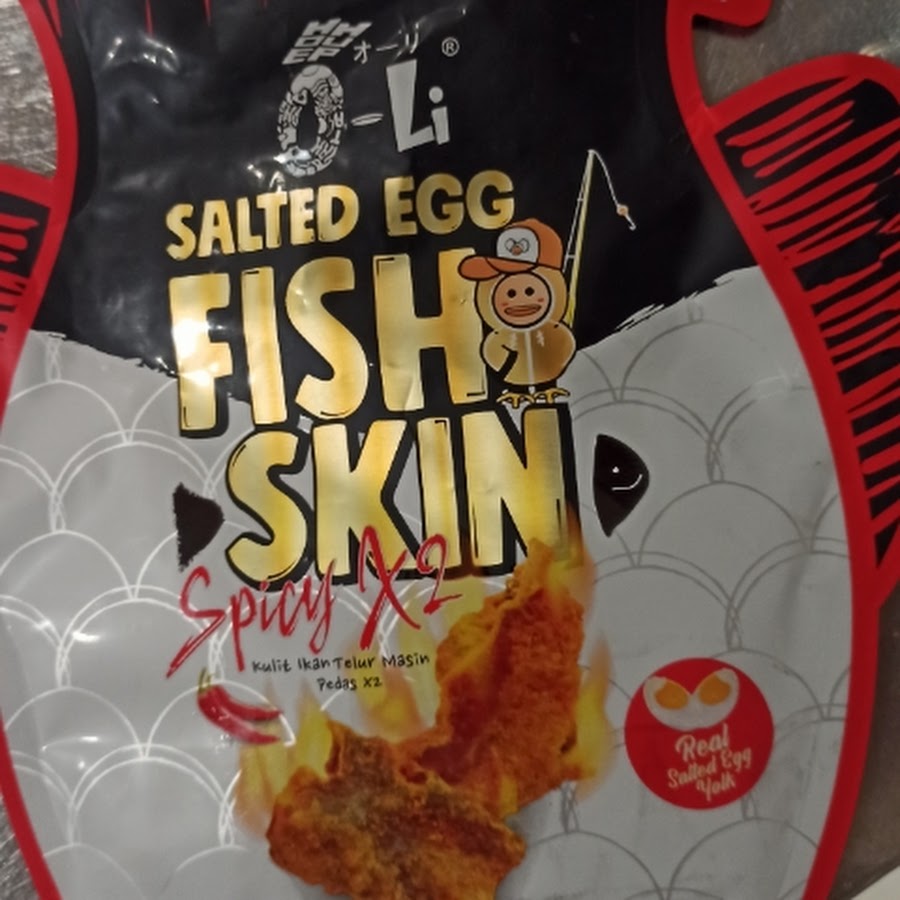 オーリ
O-Li®
SALTED EGG
FISH
SKIN
Spicy X2
Kulit Ikan Telur Masin
Pedas X2
Real
Salted Egg
Yolk